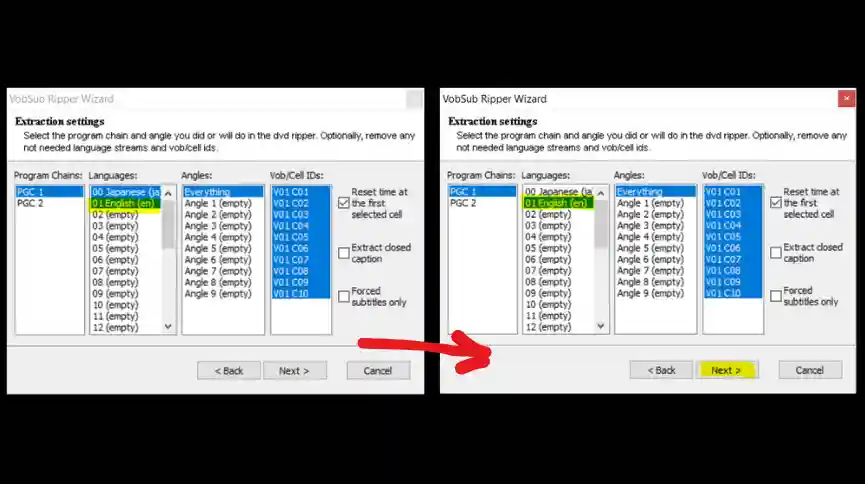 VobSub Ripper Wizard
Extraction settings
Select the program chain and angle you did or will do in the dvd ripper. Optionally, remove any
not needed language streams and vob/cell ids.
Program Chains:
PGC 1
PGC 2
Languages:
00 Japanese (ja
01 English (en)
02 (empty)
03 (empty)
04 (empty)
05 (empty)
06 (empty)
07 (empty)
08 (empty)
09 (empty)
10 (empty)
11 (empty)
12 (empty)
Angles:
Everything
Angle 1 (empty)
Angle 2 (empty)
Angle 3 (empty)
Angle 4 (empty)
Angle 5 (empty)
Angle 6 (empty)
Angle 7 (empty)
Angle 8 (empty)
Angle 9 (empty)
Vob/Cell IDs:
V01 C01
V01 C02
V01 C03
V01 C04
V01 C05
V01 C06
V01 C07
V01 C08
V01 C09
V01 C10
Reset time at
the first
selected cell
Extract closed
caption
Forced
subtitles only
< Back
Next >
Cancel
VobSub Ripper Wizard
Extraction settings
Select the program chain and angle you did or will do in the dvd ripper. Optionally, remove any
not needed language streams and vob/cell ids.
Program Chains:
PGC 1
PGC 2
Languages:
00 Japanese (ja
01 English (en)
02 (empty)
03 (empty)
04 (empty)
05 (empty)
06 (empty)
07 (empty)
08 (empty)
09 (empty)
10 (empty)
11 (empty)
12 (empty)
Angles:
Everything
Angle 1 (empty)
Angle 2 (empty)
Angle 3 (empty)
Angle 4 (empty)
Angle 5 (empty)
Angle 6 (empty)
Angle 7 (empty)
Angle 8 (empty)
Angle 9 (empty)
Vob/Cell IDs:
V01 C01
V01 C02
V01 C03
V01 C04
V01 C05
V01 C06
V01 C07
V01 C08
V01 C09
V01 C10
Reset time at
the first
selected cell
Extract closed
caption
Forced
subtitles only
< Back
Next >
Cancel